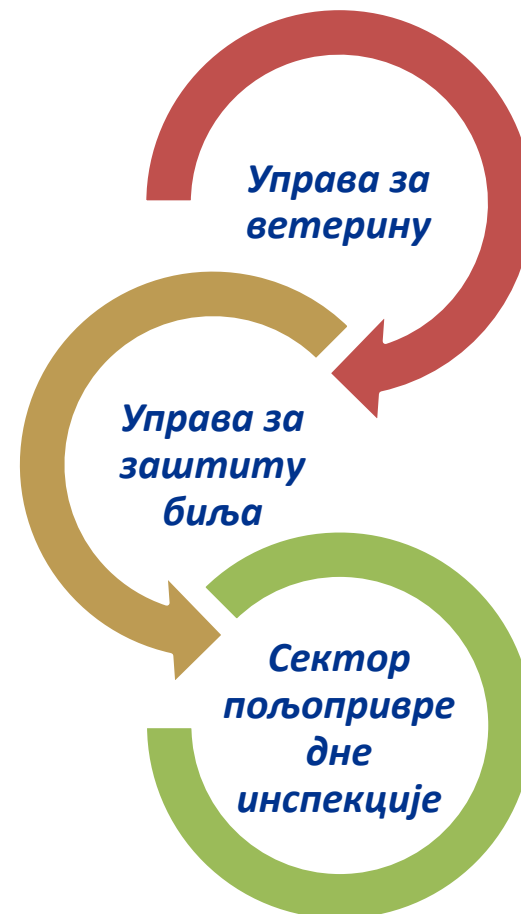 Управа за
ветерину
Управа за
заштиту
биља
Сектор
пољопривре
дне
инспекције